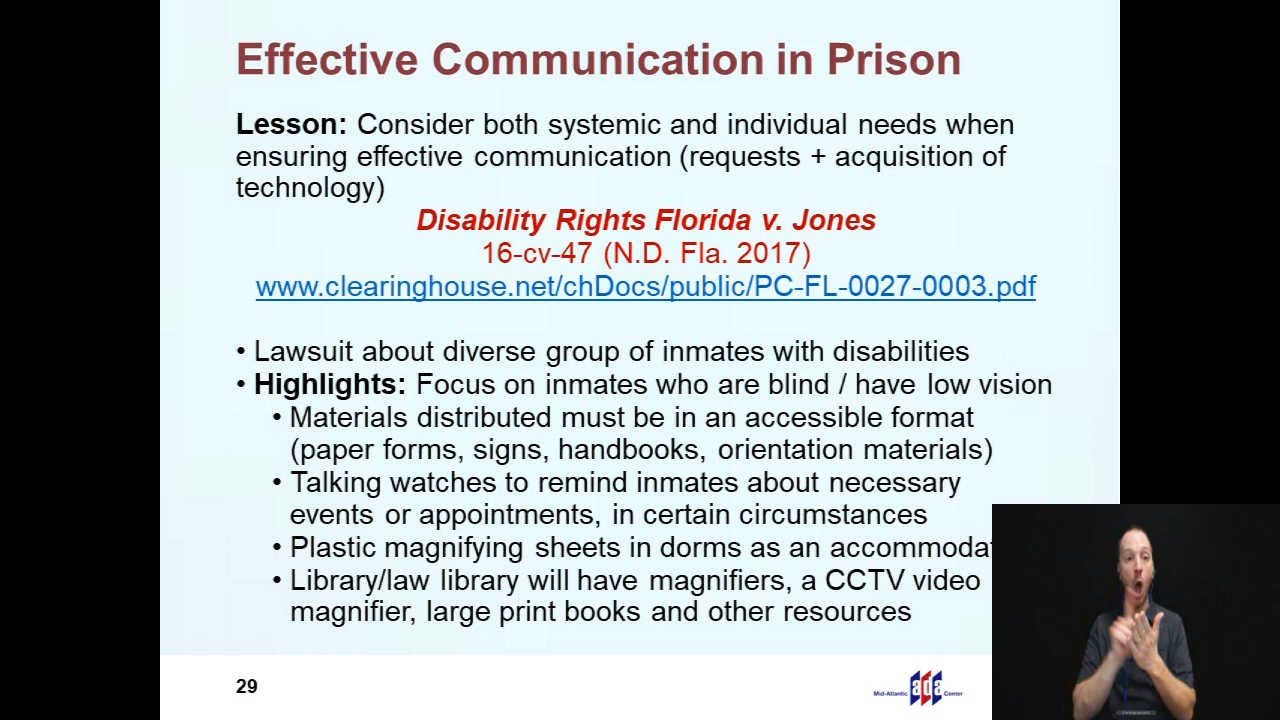 Effective Communication in Prison
Lesson: Consider both systemic and individual needs when
ensuring effective communication (requests + acquisition of
technology)
Disability Rights Florida v. Jones
16-cv-47 (N.D. Fla. 2017)
www.clearinghouse.net/chDocs/public/PC-FL-0027-0003.pdf
• Lawsuit about diverse group of inmates with disabilities
• Highlights: Focus on inmates who are blind / have low vision
• Materials distributed must be in an accessible format
(paper forms, signs, handbooks, orientation materials)
• Talking watches to remind inmates about necessary
events or appointments, in certain circumstances
• Plastic magnifying sheets in dorms as an
• Library/law library will have magnifiers, a CCTV video
magnifier, large print books and other resources
29
Mid-Atlantic ada Center